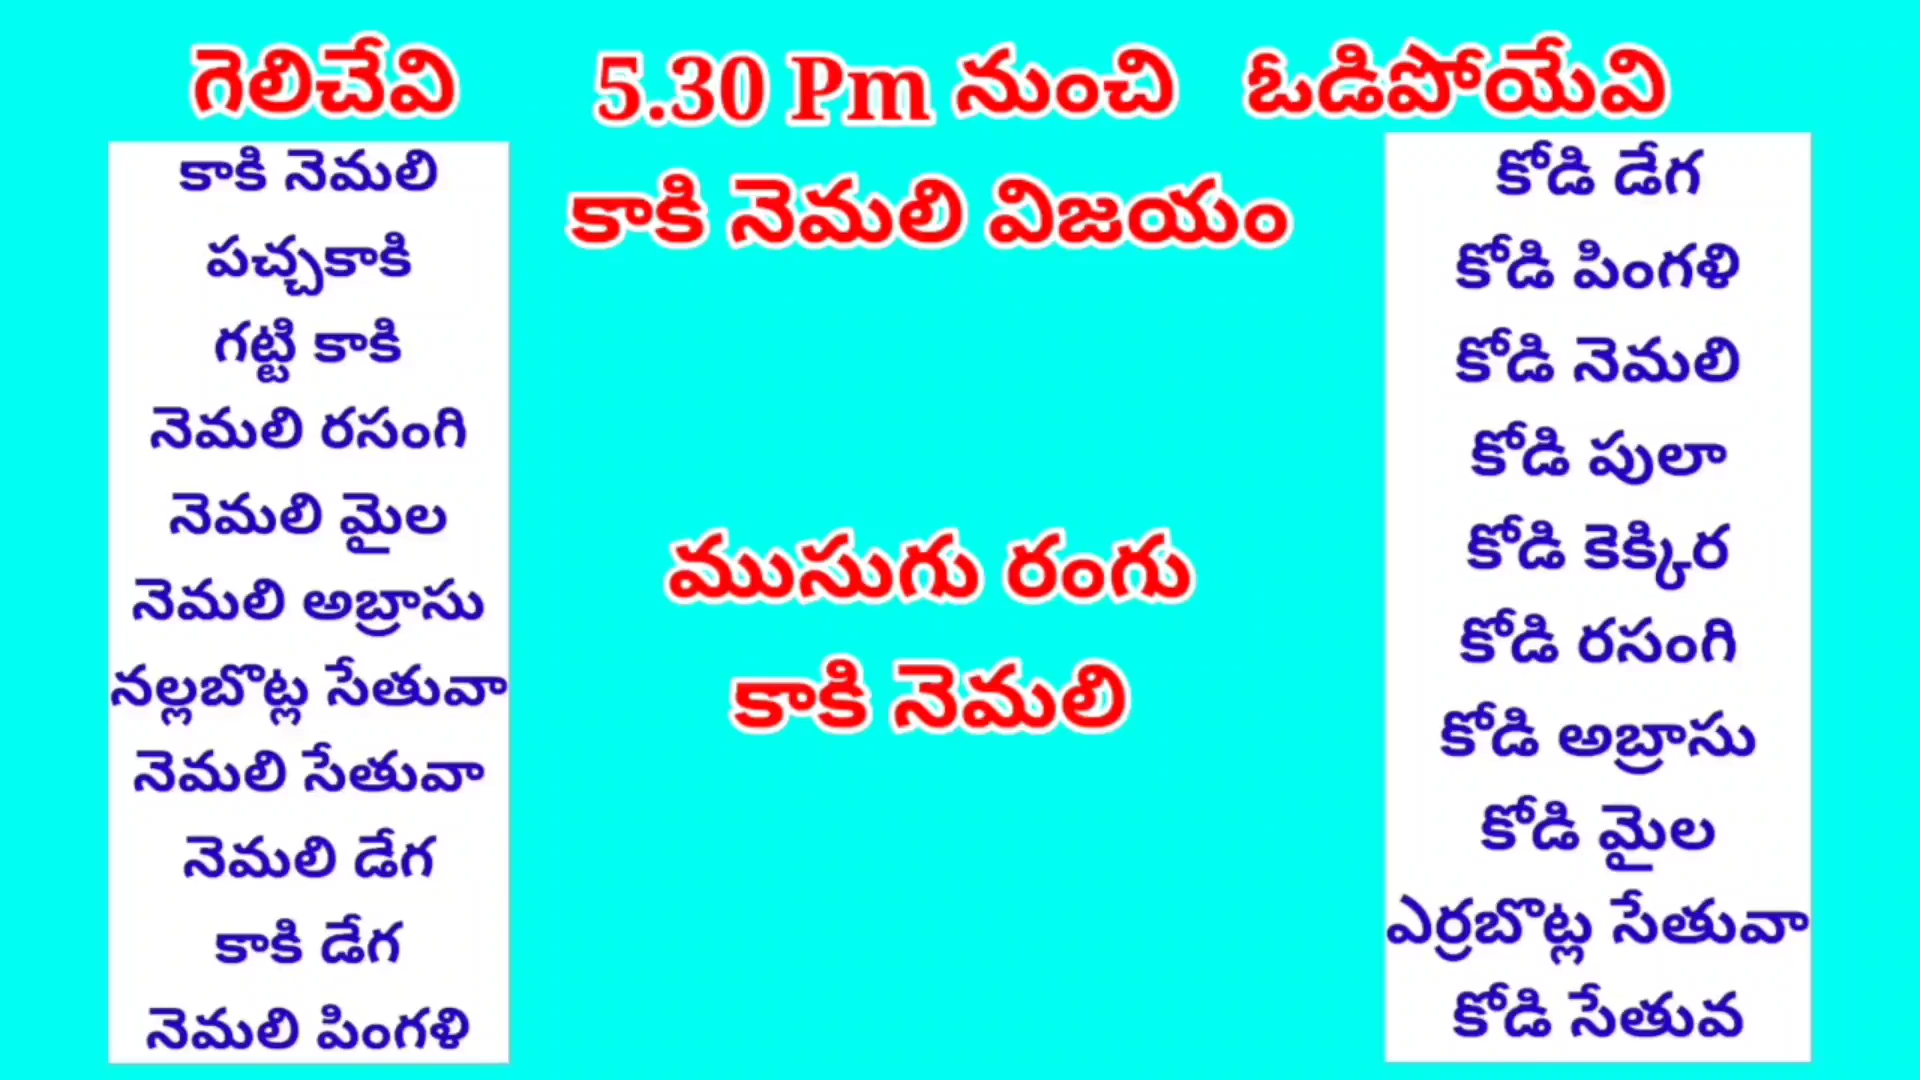 గెలిచేవి
కాకి నెమలి
పచ్చకాకి
గట్టి కాకి
నెమలి రసంగి
నెమలి మైల
నెమలి అబ్రాసు
నల్లబొట్ల సేతువా
నెమలి సేతువా
నెమలి డేగ
కాకి డేగ
నెమలి పింగళి
5.30 Pm నుంచి
కాకి నెమలి విజయం
ముసుగు రంగు
కాకి నెమలి
ఓడిపోయేవి
కోడి డేగ
కోడి పింగళి
కోడి నెమలి
కోడి పులా
కోడి కెక్కిర
కోడి రసంగి
కోడి అబ్రాసు
కోడి మైల
ఎర్రబొట్ల సేతువా
కోడి సేతువ